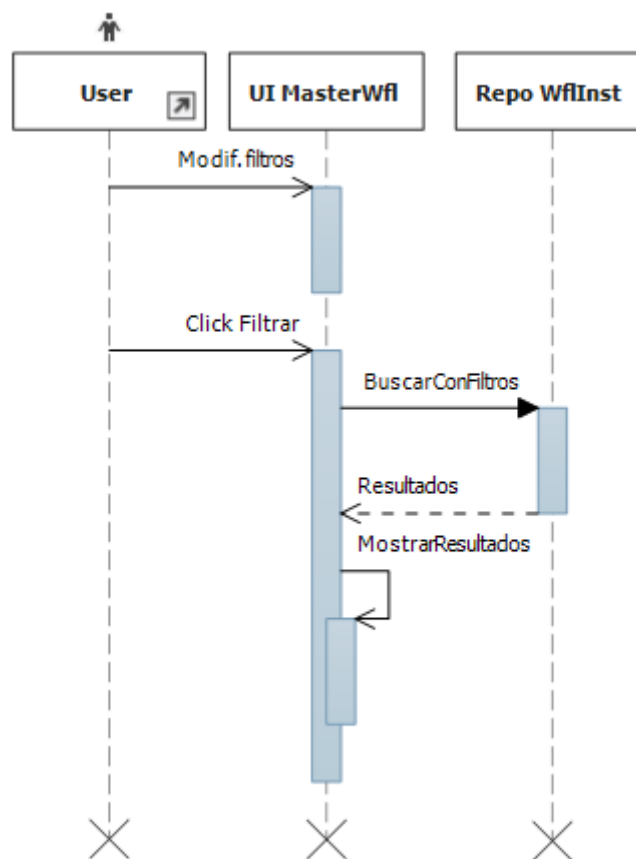 User
UI MasterWfl
Repo WflInst
Modif.filtros
Click Filtrar
BuscarConFiltros
Resultados
MostrarResultados